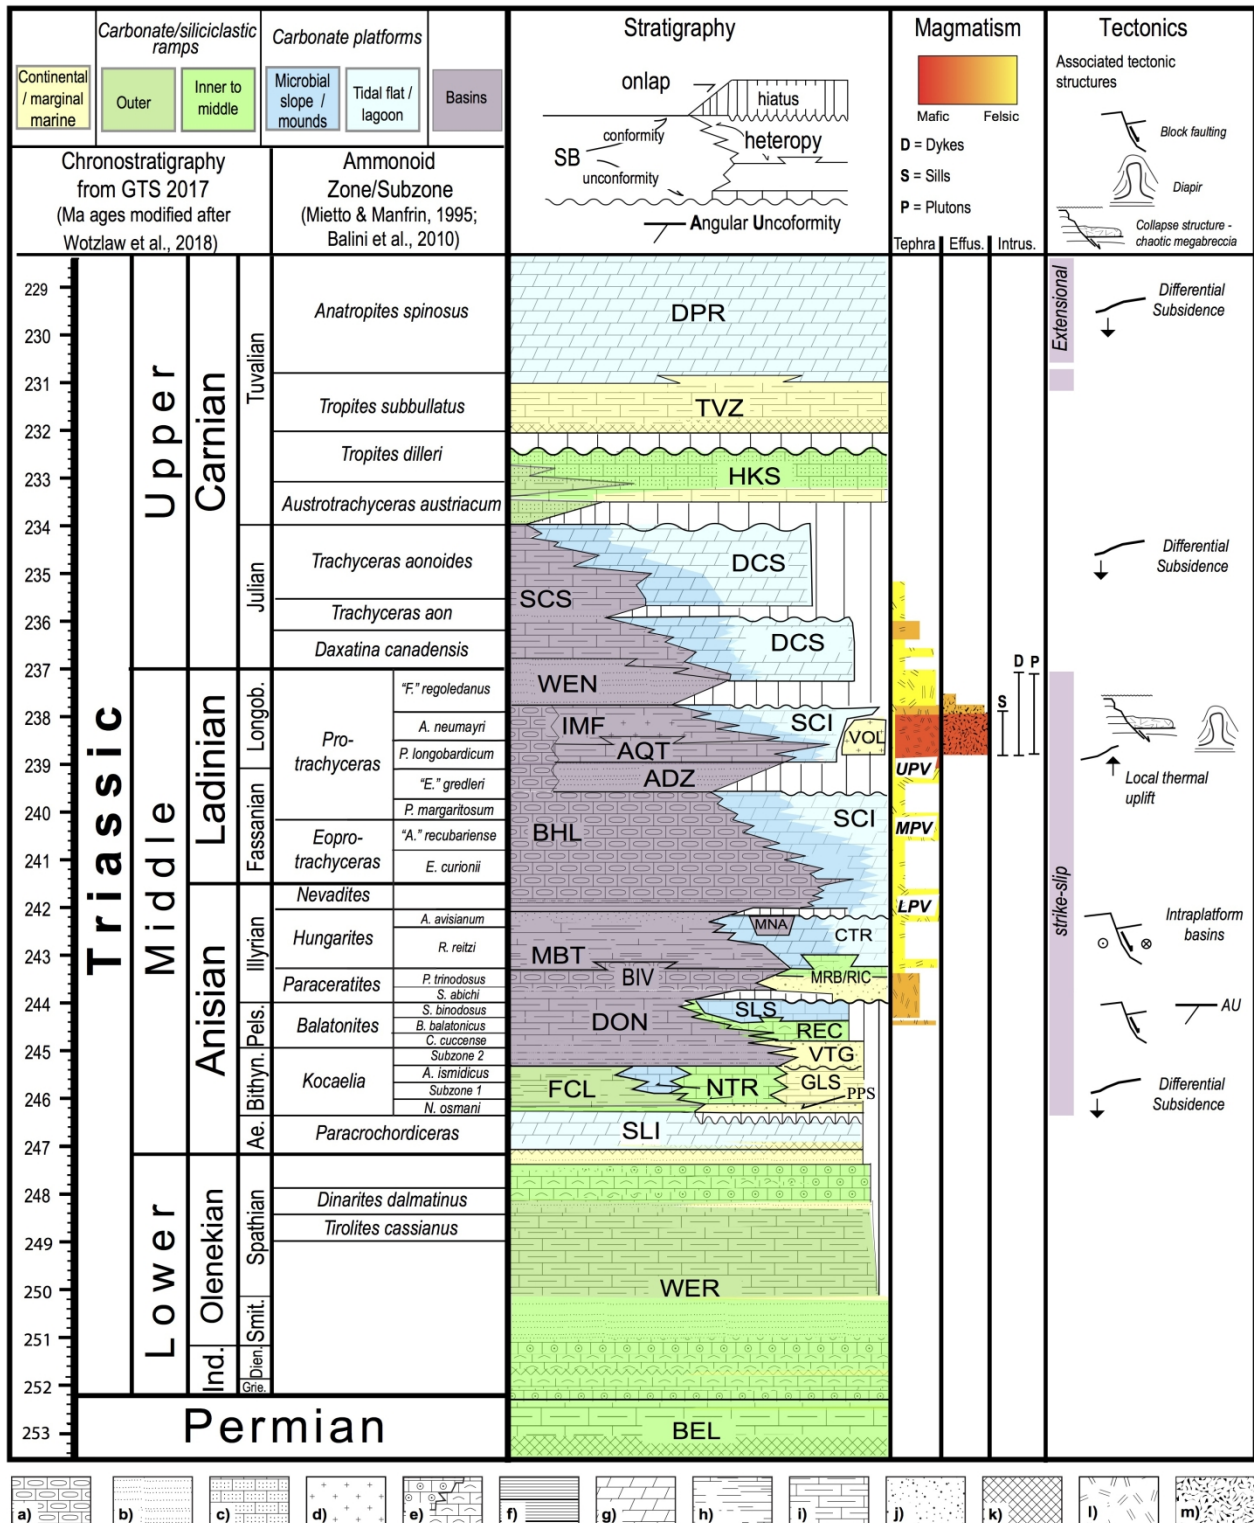 Carbonate/siliciclastic
ramps
Carbonate platforms
Continental
/ marginal
marine
Outer
Inner to
middle
Microbial
slope /
mounds
Tidal flat /
lagoon
Basins
Chronostratigraphy
from GTS 2017
(Ma ages modified after
Wotzlaw et al., 2018)
Ammonoid
Zone/Subzone
(Mietto & Manfrin, 1995;
Balini et al., 2010)
Stratigraphy
onlap
hiatus
conformity
SB
heteropy
unconformity
Angular Uncoformity
Magmatism
Mafic
Felsic
D = Dykes
S = Sills
P = Plutons
Tephra
Effus.
Intrus.
Tectonics
Associated tectonic
structures
Block faulting
Diapir
Collapse structure -
chaotic megabreccia
229
230
231
232
233
234
235
236
237
238
239
240
241
242
243
244
245
246
247
248
249
250
251
252
253
Triassic
Upper
Middle
Lower
Permian
Carnian
Ladinian
Anisian
Olenekian
Ind.
Tuvalian
Julian
Longob.
Fassanian
Illyrian
Pels.
Bithyn.
Ae.
Spathian
Smit.
Dien.
Grie.
Anatropites spinosus
Tropites subbullatus
Tropites dilleri
Austrotrachyceras austriacum
Trachyceras aonoides
Trachyceras aon
Daxatina canadensis
Pro-
trachyceras
"F." regoledanus
A. neumayri
P. longobardicum
"E." gredleri
P. margaritosum
Eopro-
trachyceras
"A." recubariense
E. curionii
Nevadites
Hungarites
A. avisianum
R. reitzi
Paraceratites
P. trinodosus
S. abichi
Balatonites
S. binodosus
B. balatonicus
C. cuccense
Kocaelia
Subzone 2
A. ismidicus
Subzone 1
N. osmani
Paracrochordiceras
Dinarites dalmatinus
Tirolites cassianus
DPR
TVZ
HKS
DCS
SCS
DCS
WEN
IMF
SCI
VOL
AQT
ADZ
SCI
BHL
MNA
CTR
MBT
BIV
MRB/RIC
SLS
DON
REC
VTG
FCL
NTR
GLS
PPS
SLI
WER
BEL
UPV
MPV
LPV
S
D
P
Extensional
strike-slip
Differential
Subsidence
Differential
Subsidence
Local thermal
uplift
Intraplatform
basins
AU
Differential
Subsidence
a)
b)
c)
d)
e)
f)
g)
h)
i)
j)
k)
l)
m)